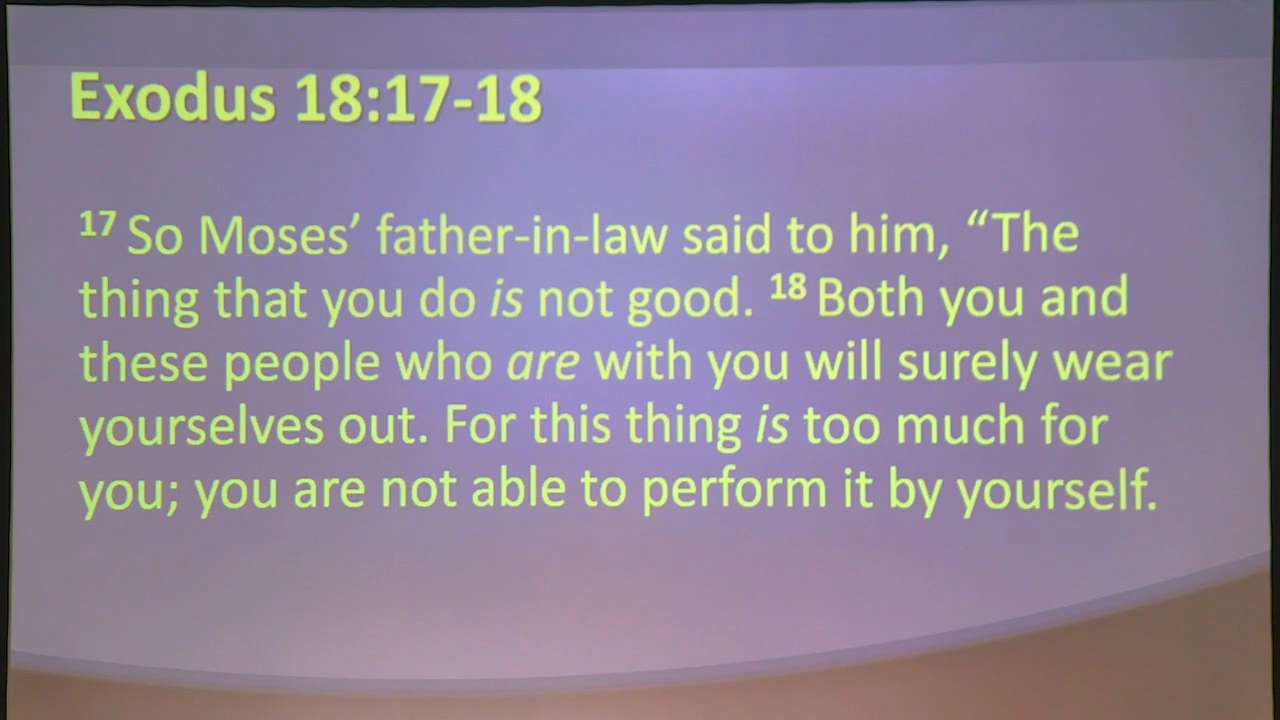 Exodus 18:17-18
17 So Moses’ father-in-law said to him, “The
thing that you do is not good. 18 Both you and
these people who are with you will surely wear
yourselves out. For this thing is too much for
you; you are not able to perform it by yourself.